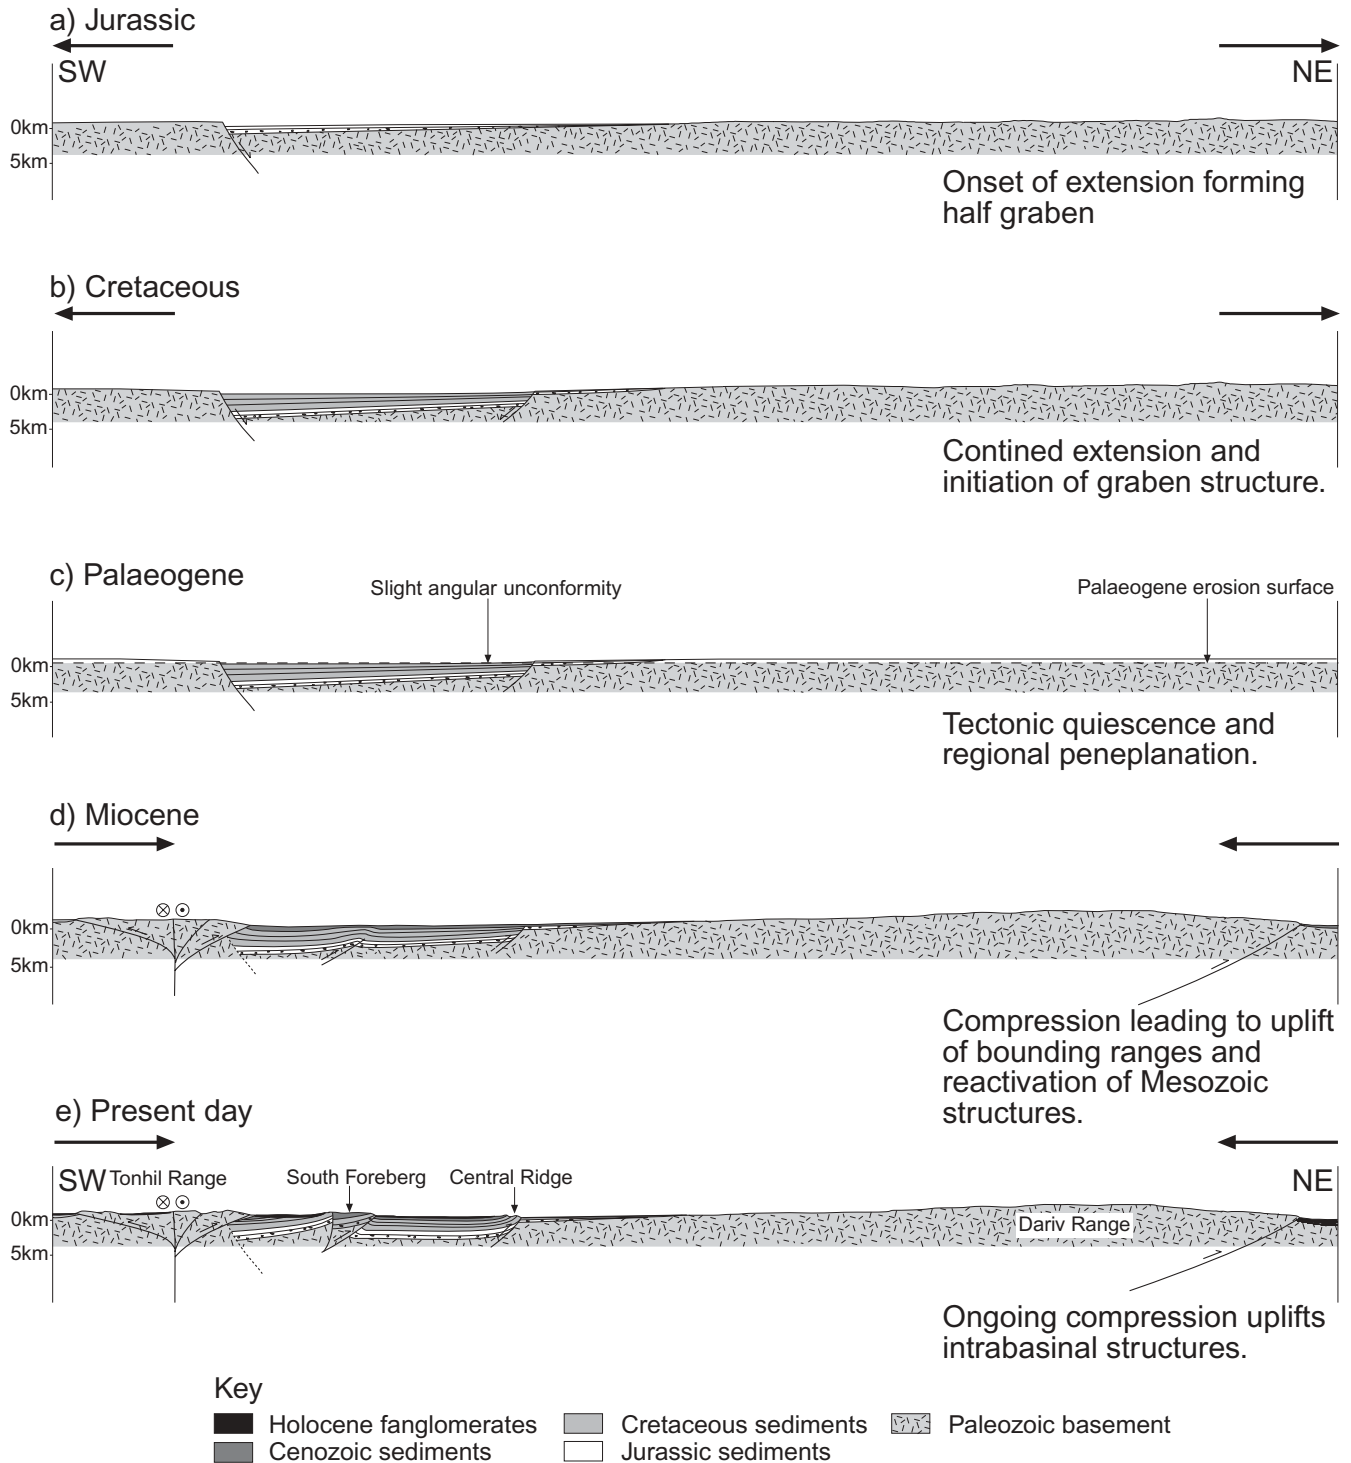 a) Jurassic
SW
NE
0km
5km
Onset of extension forming
half graben
b) Cretaceous
0km
5km
Contined extension and
initiation of graben structure.
c) Palaeogene
Slight angular unconformity
Palaeogene erosion surface
0km
5km
Tectonic quiescence and
regional peneplanation.
d) Miocene
0km
5km
Compression leading to uplift
of bounding ranges and
reactivation of Mesozoic
structures.
e) Present day
SW
Tonhil Range
South Foreberg
Central Ridge
NE
0km
Dariv Range
5km
Ongoing compression uplifts
intrabasinal structures.
Key
Holocene fanglomerates
Cretaceous sediments
Paleozoic basement
Cenozoic sediments
Jurassic sediments